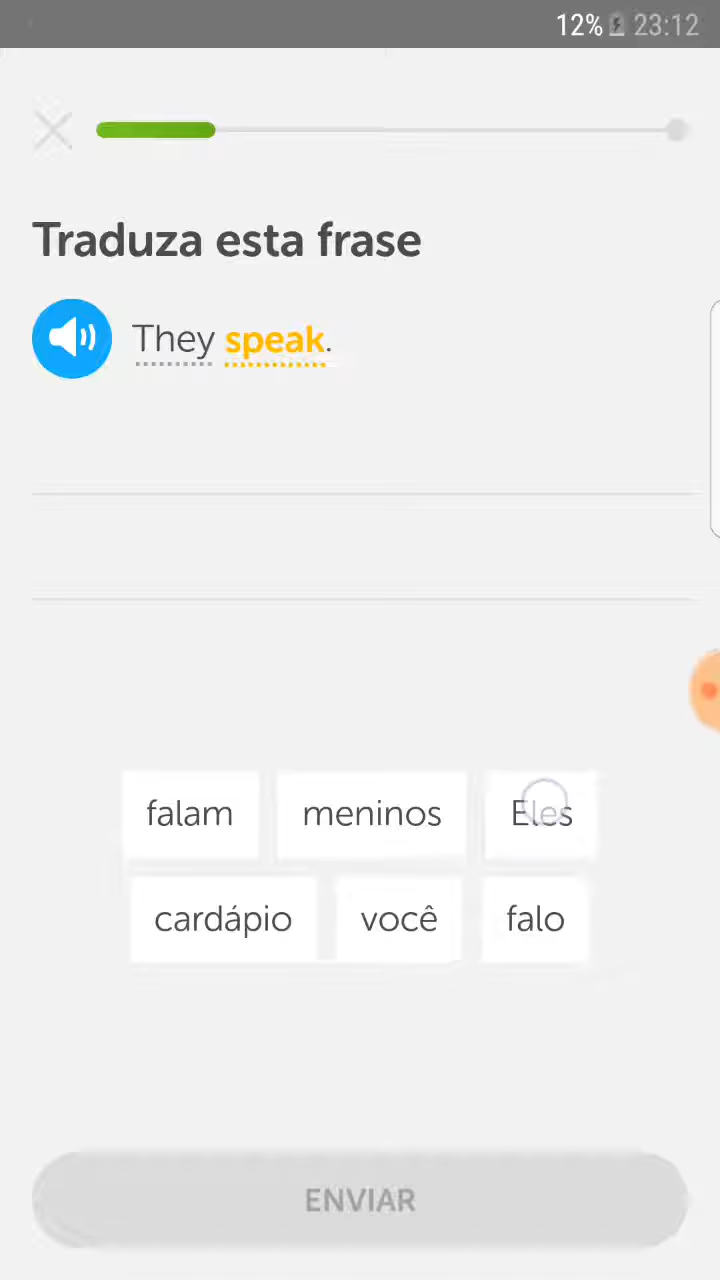 12% 23:12
Traduza esta frase
They speak.
falam meninos Eles
cardápio você falo
ENVIAR